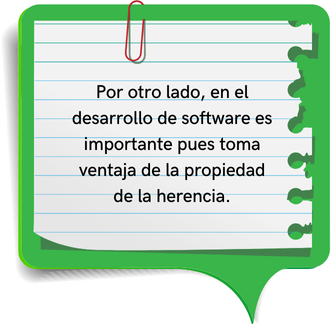 Por otro lado, en el
desarrollo de software es
importante pues toma
ventaja de la propiedad
de la herencia.